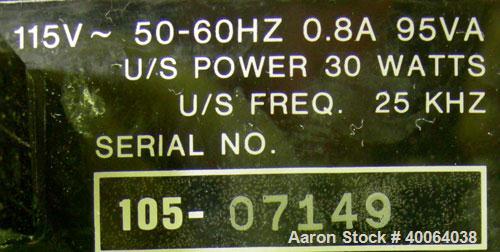 115V~ 50-60HZ 0.8A 95VA
U/S POWER 30 WATTS
U/S FREQ. 25 KHZ
SERIAL NO.
105- 07149
Aaron Stock # 40064038